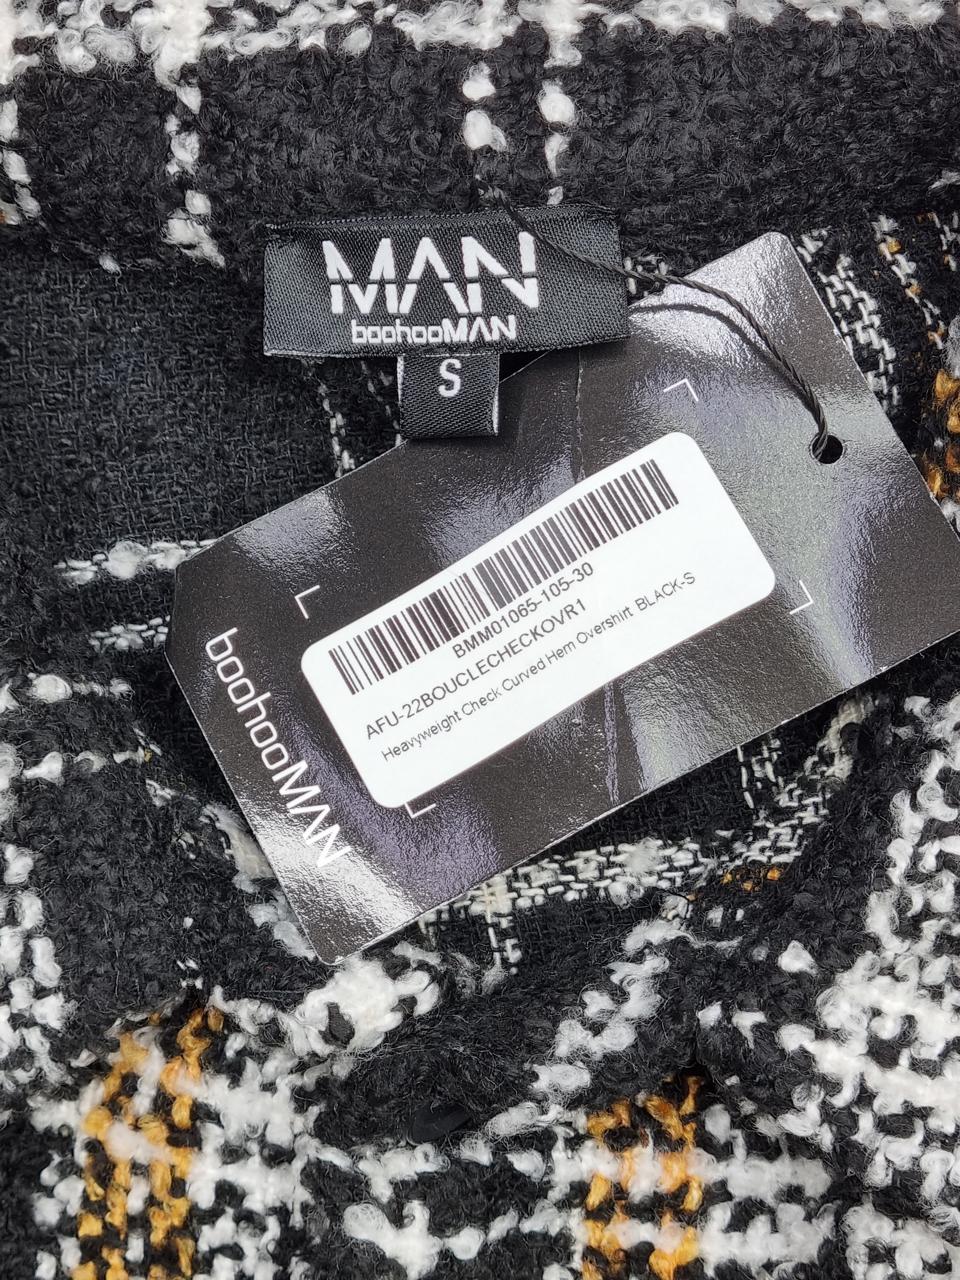 MAN
boohooMAN
S
BMM01065-105-30
AFU-22BOUCLECHECKOVR1
Heavyweight Check Curved Hem Overshirt BLACK-S
boohooMAN